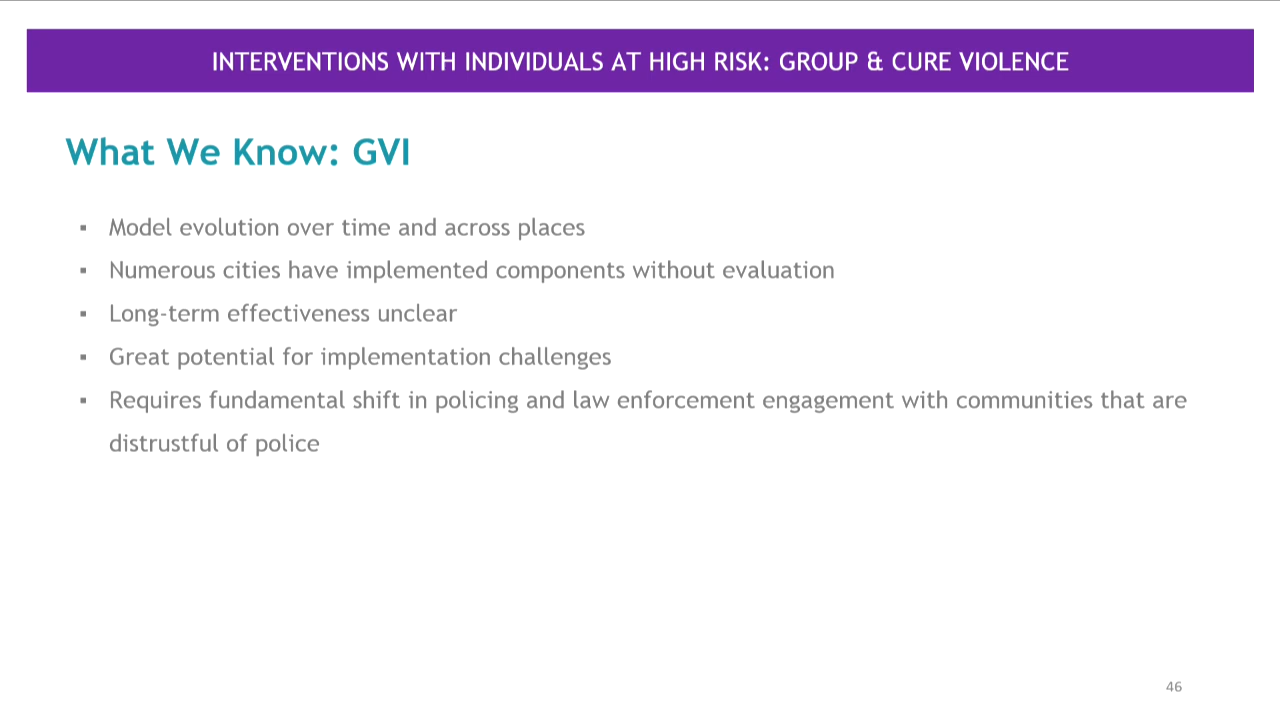 INTERVENTIONS WITH INDIVIDUALS AT HIGH RISK: GROUP & CURE VIOLENCE
What We Know: GVI
▪ Model evolution over time and across places
▪ Numerous cities have implemented components without evaluation
▪ Long-term effectiveness unclear
▪ Great potential for implementation challenges
▪ Requires fundamental shift in policing and law enforcement engagement with communities that are
distrustful of police
46